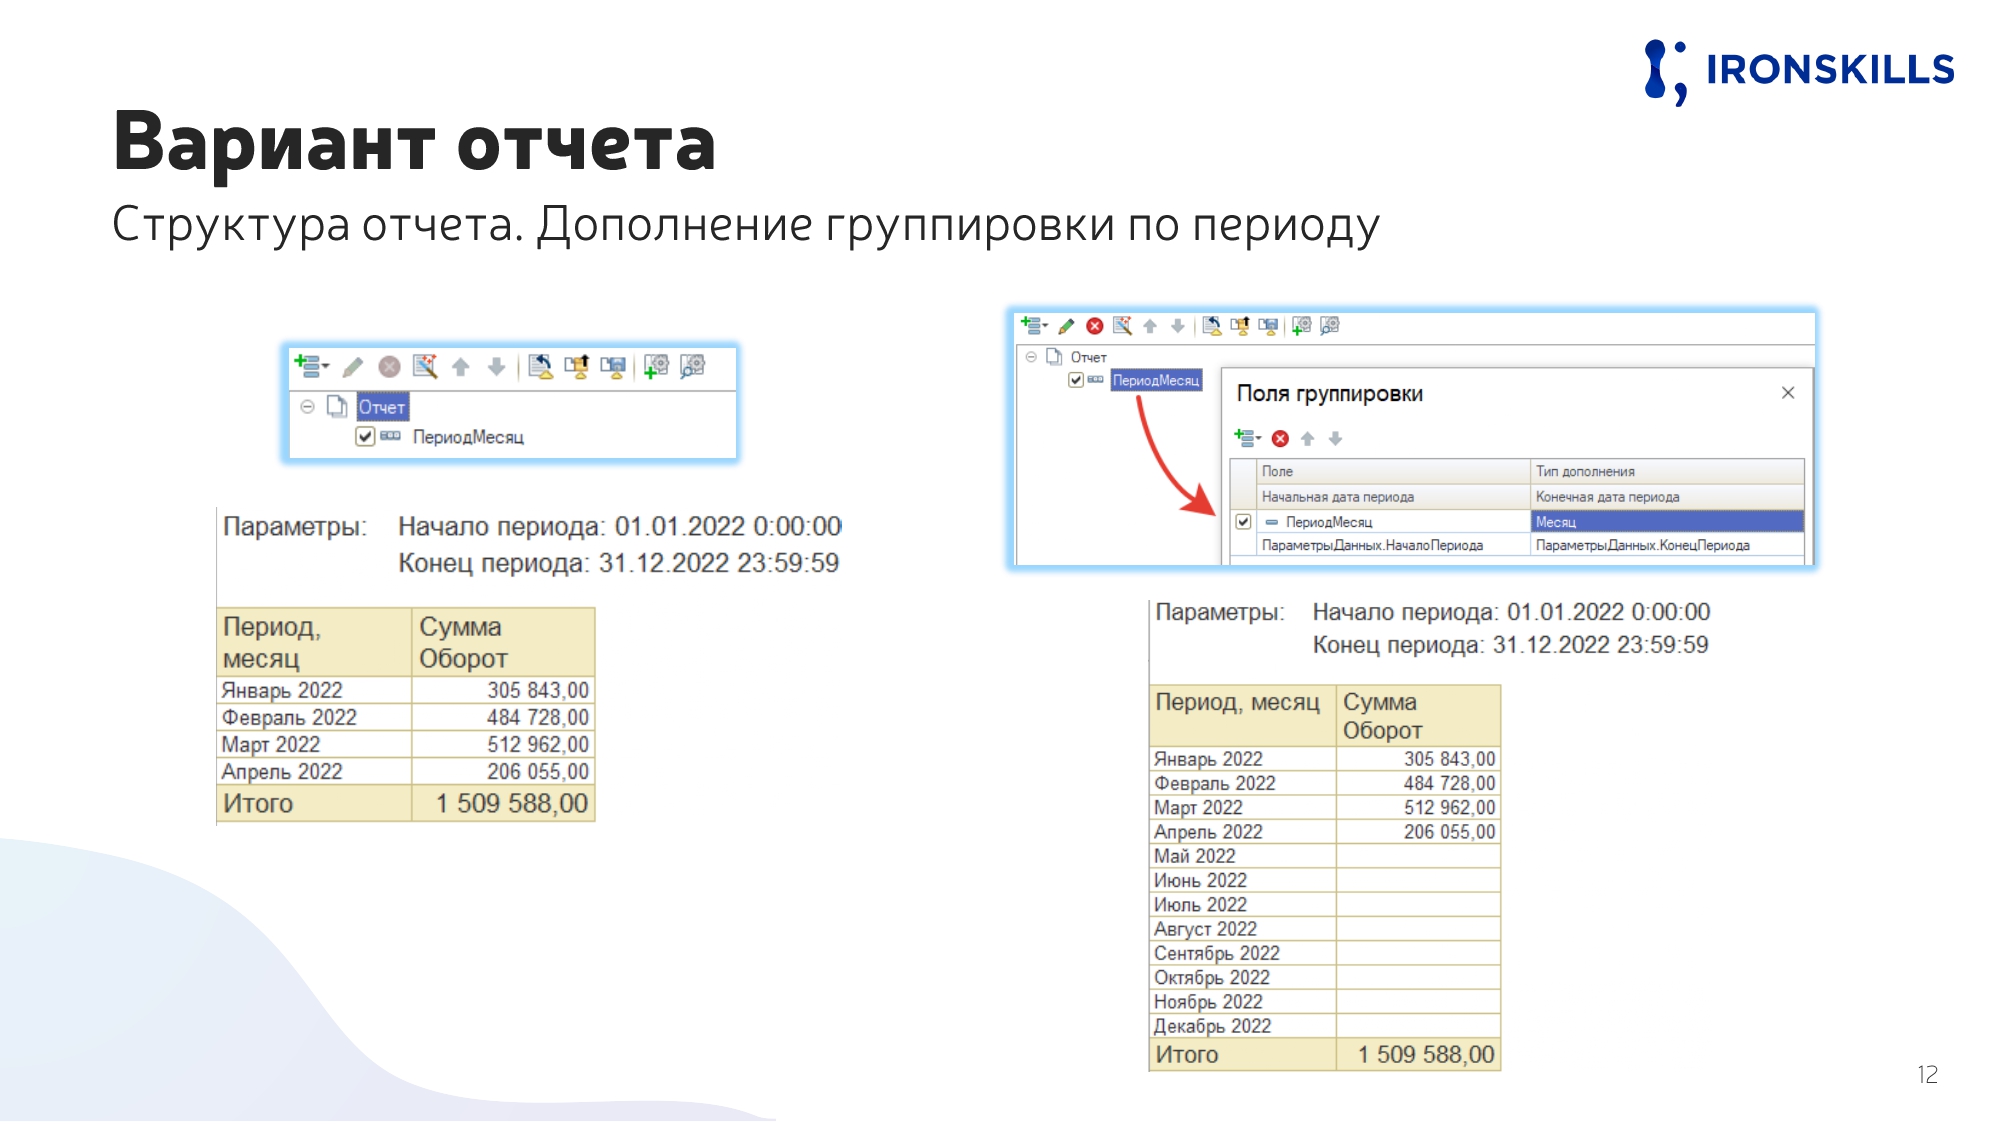 IRONSKILLS
Вариант отчета
Структура отчета. Дополнение группировки по периоду
Отчет
ПериодМесяц
Параметры: Начало периода: 01.01.2022 0:00:00
Конец периода: 31.12.2022 23:59:59
Период, месяц Сумма Оборот
Январь 2022 305 843,00
Февраль 2022 484 728,00
Март 2022 512 962,00
Апрель 2022 206 055,00
Итого 1 509 588,00
Отчет
ПериодМесяц
Поля группировки
Поле Тип дополнения
Начальная дата периода Конечная дата периода
ПериодМесяц Месяц
ПараметрыДанных.НачалоПериода ПараметрыДанных.КонецПериода
Параметры: Начало периода: 01.01.2022 0:00:00
Конец периода: 31.12.2022 23:59:59
Период, месяц Сумма Оборот
Январь 2022 305 843,00
Февраль 2022 484 728,00
Март 2022 512 962,00
Апрель 2022 206 055,00
Май 2022
Июнь 2022
Июль 2022
Август 2022
Сентябрь 2022
Октябрь 2022
Ноябрь 2022
Декабрь 2022
Итого 1 509 588,00
12